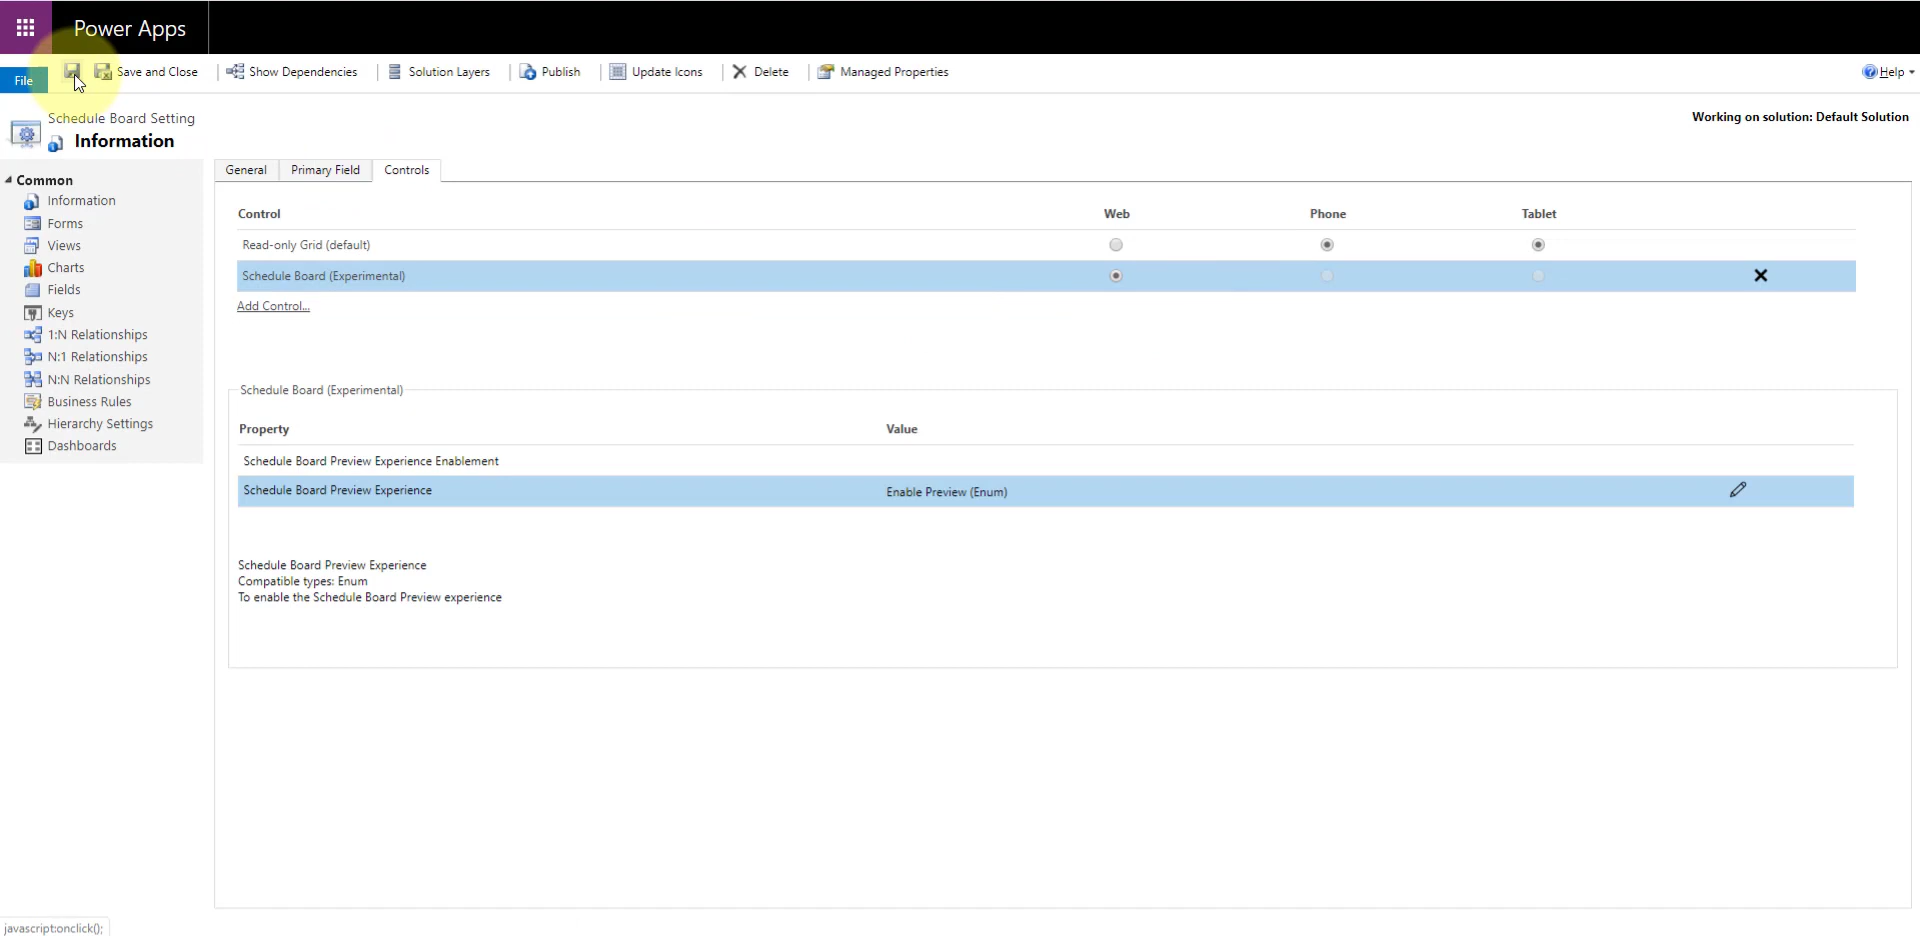 Power Apps
File Save and Close Show Dependencies Solution Layers Publish Update Icons Delete Managed Properties Help
Schedule Board Setting
Information
Working on solution: Default Solution
Common
Information
Forms
Views
Charts
Fields
Keys
1:N Relationships
N:1 Relationships
N:N Relationships
Business Rules
Hierarchy Settings
Dashboards
General Primary Field Controls
Control Web Phone Tablet
Read-only Grid (default)
Schedule Board (Experimental)
Add Control...
Schedule Board (Experimental)
Property Value
Schedule Board Preview Experience Enablement
Schedule Board Preview Experience Enable Preview (Enum)
Schedule Board Preview Experience
Compatible types: Enum
To enable the Schedule Board Preview experience
javascript:onclick();